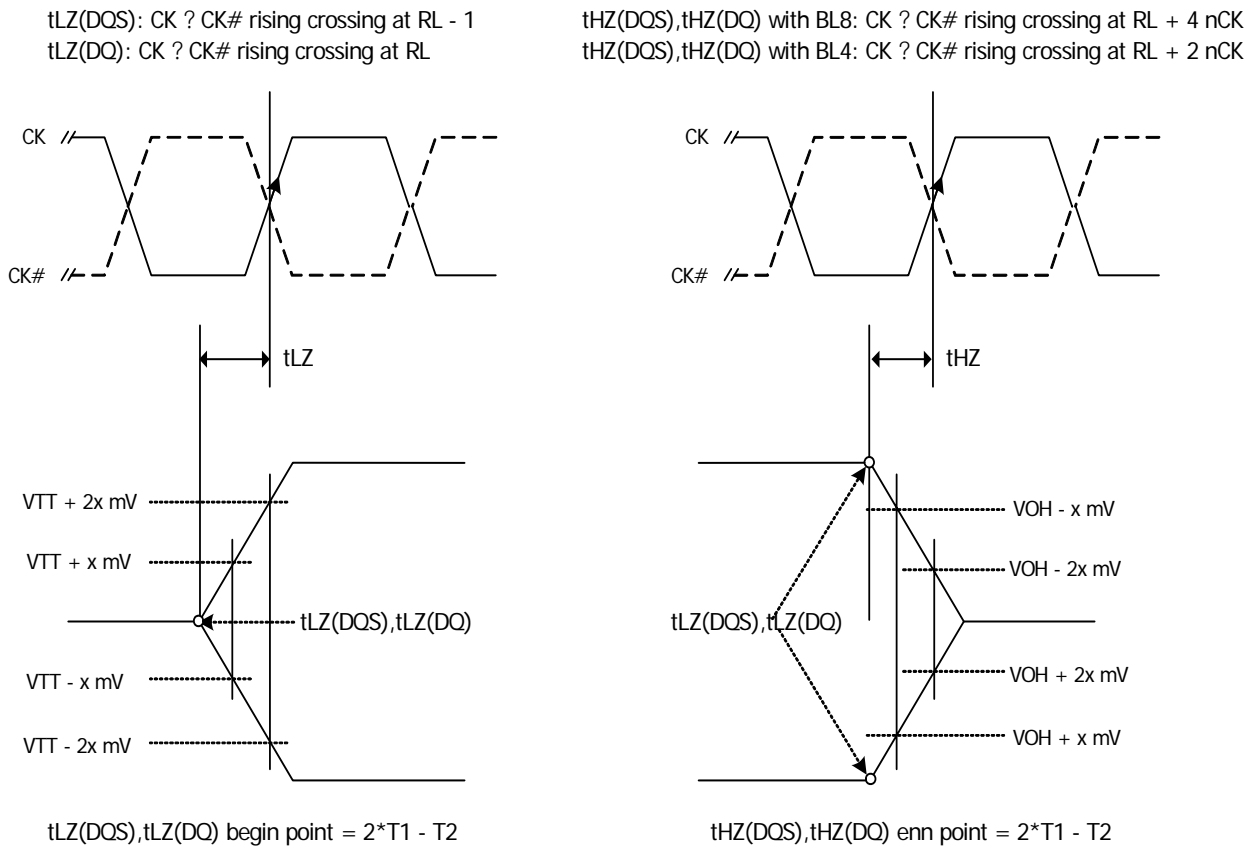 tLZ(DQS): CK ? CK# rising crossing at RL - 1
tLZ(DQ): CK ? CK# rising crossing at RL
tHZ(DQS),tHZ(DQ) with BL8: CK ? CK# rising crossing at RL + 4 nCK
tHZ(DQS),tHZ(DQ) with BL4: CK ? CK# rising crossing at RL + 2 nCK
CK
CK#
tLZ
VTT + 2x mV
VTT + x mV
tLZ(DQS),tLZ(DQ)
VTT - x mV
VTT - 2x mV
tLZ(DQS),tLZ(DQ) begin point = 2*T1 - T2
CK
CK#
tHZ
VOH - x mV
VOH - 2x mV
tLZ(DQS),tLZ(DQ)
VOH + 2x mV
VOH + x mV
tHZ(DQS),tHZ(DQ) enn point = 2*T1 - T2